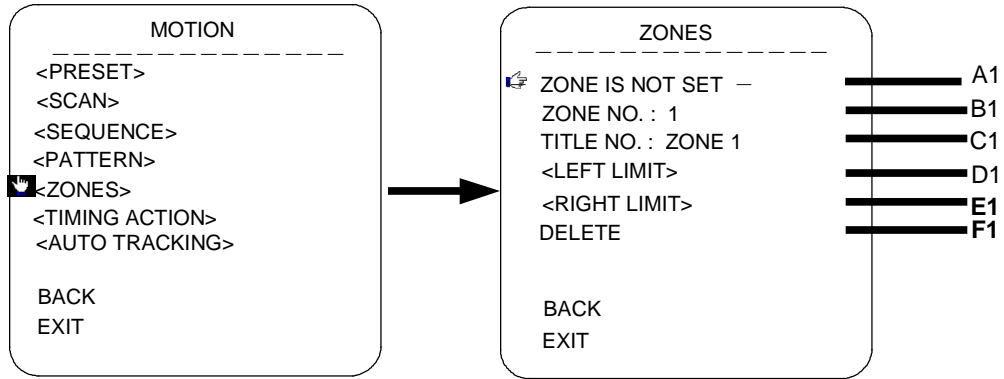 MOTION
<PRESET>
<SCAN>
<SEQUENCE>
<PATTERN>
<ZONES>
<TIMING ACTION>
<AUTO TRACKING>
BACK
EXIT
ZONES
ZONE IS NOT SET –
ZONE NO. : 1
TITLE NO. : ZONE 1
<LEFT LIMIT>
<RIGHT LIMIT>
DELETE
BACK
EXIT
A1
B1
C1
D1
E1
F1